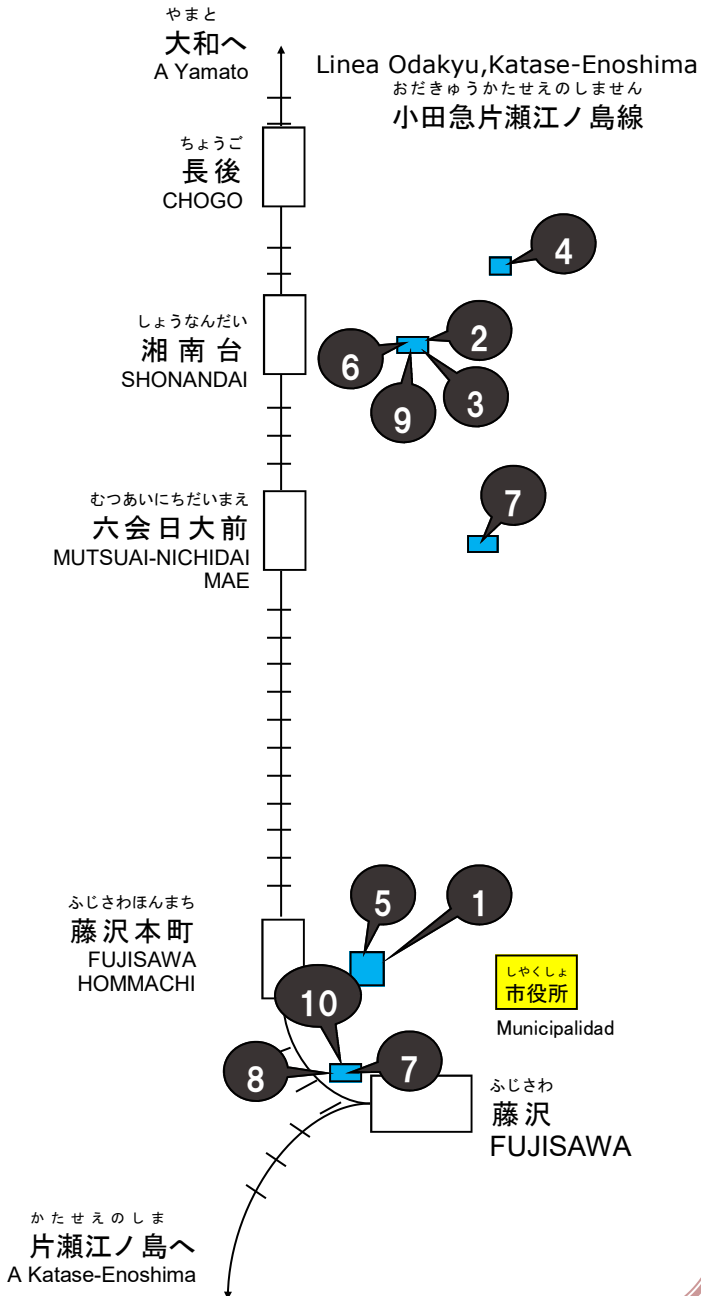 やまと
大和へ
A Yamato
Linea Odakyu,Katase-Enoshima
おだきゅうかたせえのしません
小田急片瀬江ノ島線
ちょうご
長後
CHOGO
4
しょうなんだい
湘南台
SHONANDAI
2
6
3
9
むつあいにちだいまえ
六会日大前
MUTSUAI-NICHIDAI
MAE
7
ふじさわほんまち
藤沢本町
FUJISAWA
HOMMACHI
5
1
しやくしょ
市役所
Municipalidad
10
8
7
ふじさわ
藤沢
FUJISAWA
かたせえのしま
片瀬江ノ島へ
A Katase-Enoshima